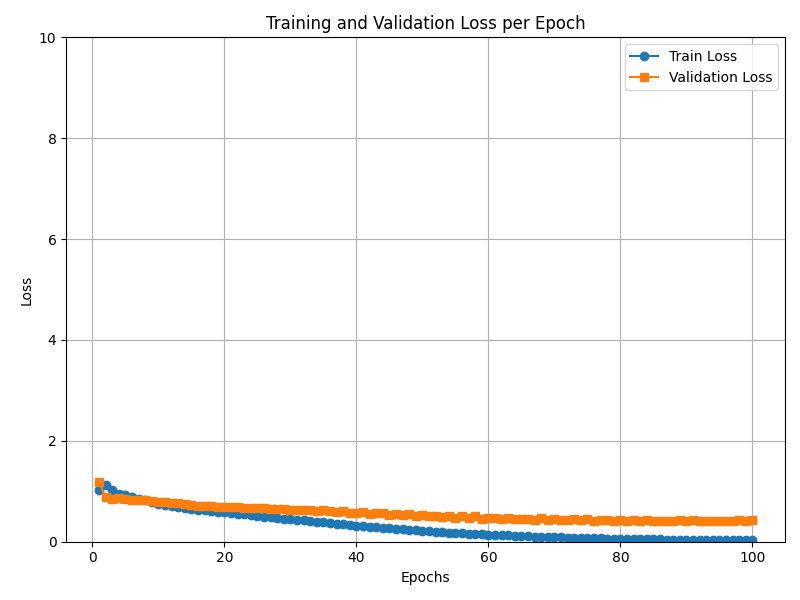 Training and Validation Loss per Epoch
Train Loss
Validation Loss
Loss
10
8
6
4
2
0
0 20 40 60 80 100
Epochs